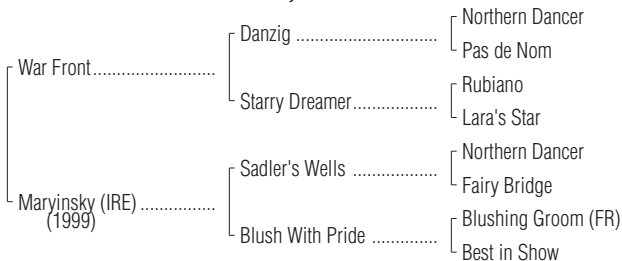 Northern Dancer
Danzig ..................................
Pas de Nom
War Front.............................
Rubiano
Starry Dreamer....................
Lara's Star
Northern Dancer
Sadler's Wells ....................
Fairy Bridge
Maryinsky (IRE) ..................
(1999)
Blushing Groom (FR)
Blush With Pride ................
Best in Show